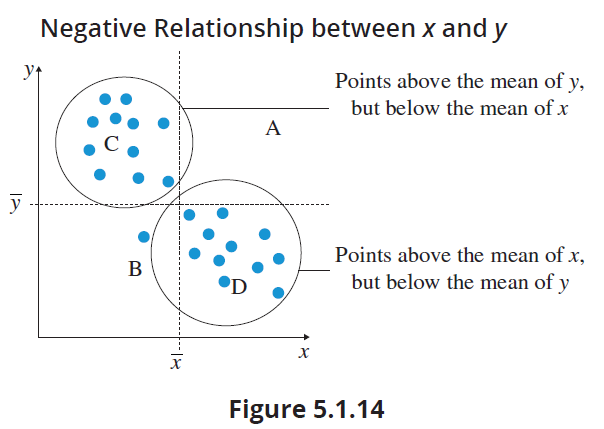 Negative Relationship between x and y
y
Points above the mean of y,
but below the mean of x
A
C
y̅
Points above the mean of x,
but below the mean of y
B
D
x
x̅
Figure 5.1.14